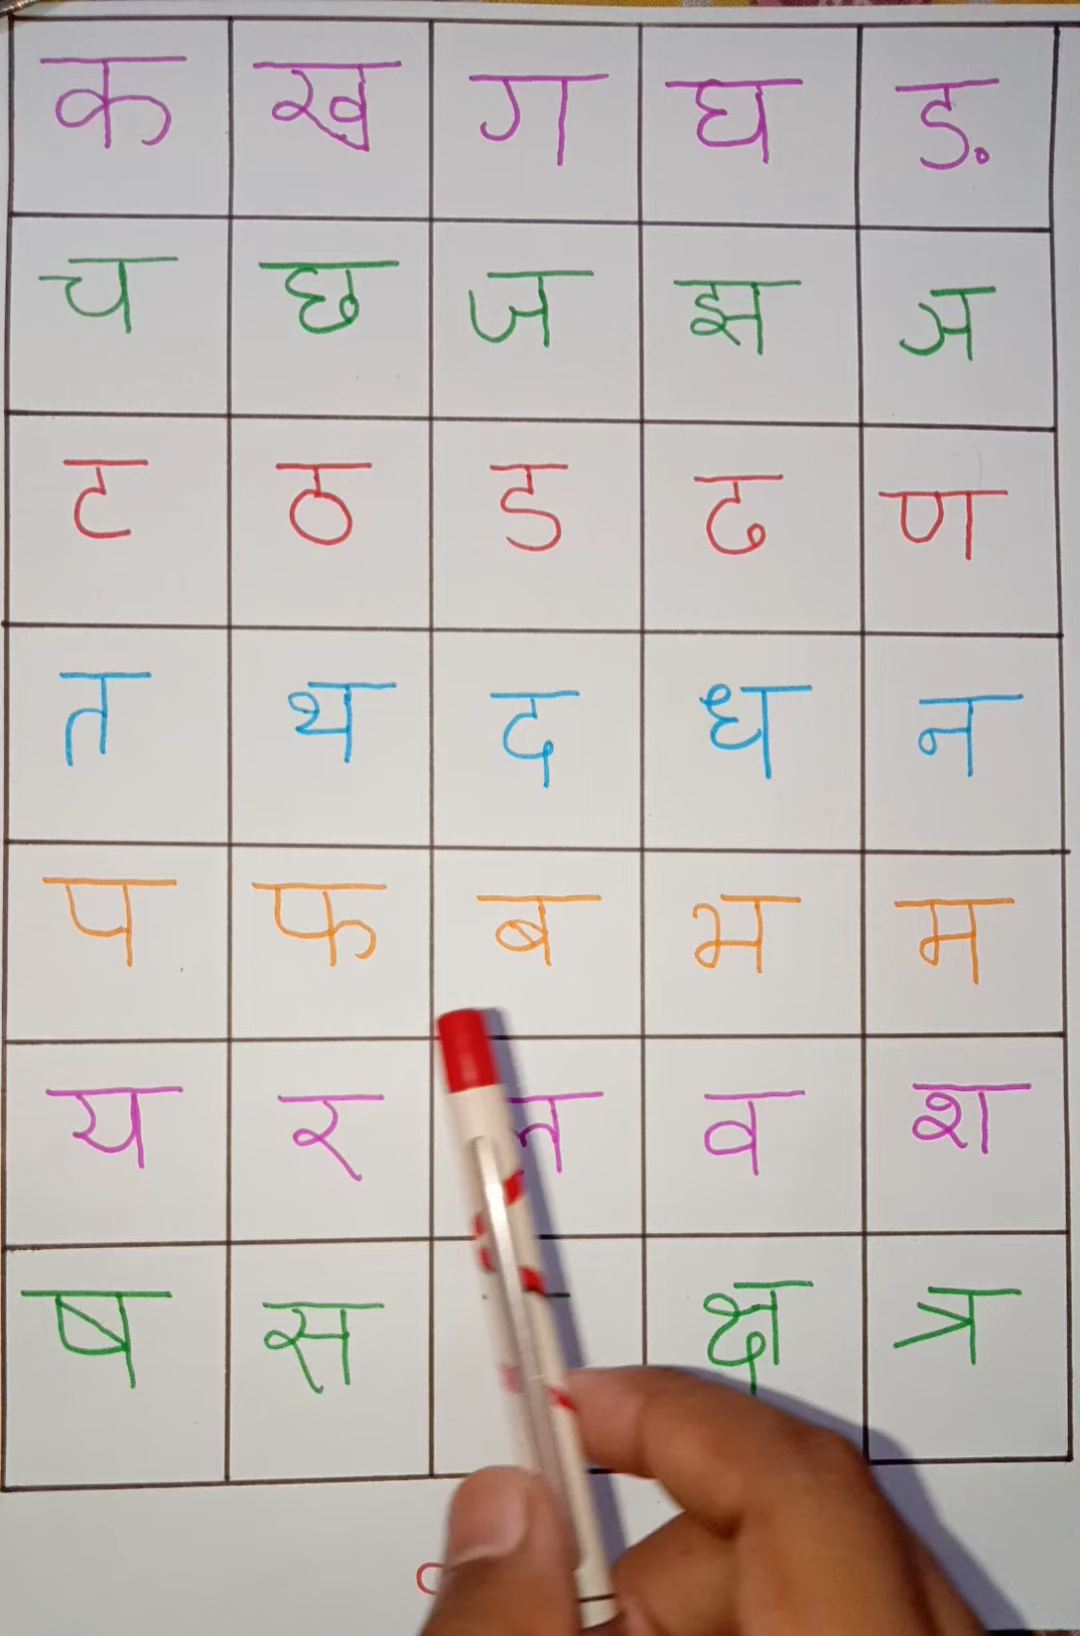 क ख ग घ ङ
च छ ज झ ञ
ट ठ ड ढ ण
त थ द ध न
प फ ब भ म
य र व श
ष स क्ष त्र